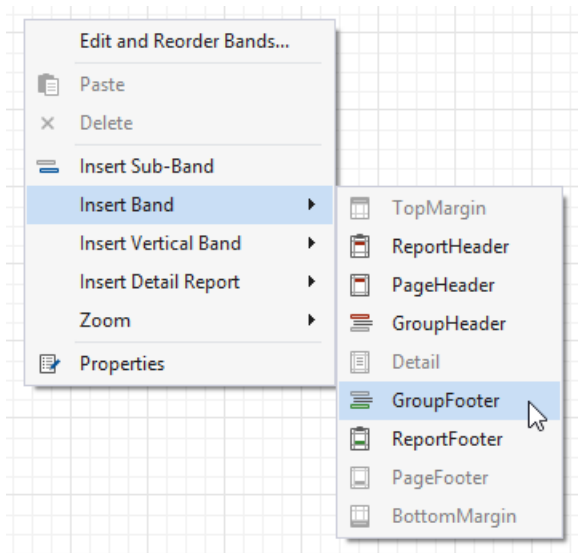 Edit and Reorder Bands...
Paste
Delete
Insert Sub-Band
Insert Band
Insert Vertical Band
Insert Detail Report
Zoom
Properties
TopMargin
ReportHeader
PageHeader
GroupHeader
Detail
GroupFooter
ReportFooter
PageFooter
BottomMargin